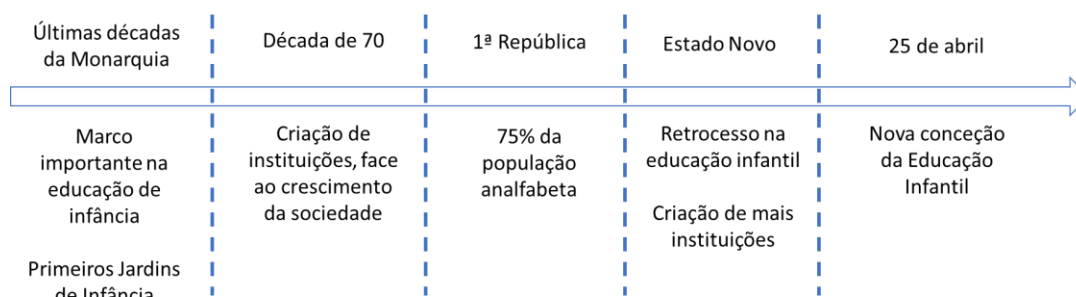 Últimas décadas
da Monarquia
Década de 70
1ª República
Estado Novo
25 de abril
Marco
importante na
educação de
infância
Primeiros Jardins
de Infância
Criação de
instituições, face
ao crescimento
da sociedade
75% da
população
analfabeta
Retrocesso na
educação infantil
Criação de mais
instituições
Nova conceção
da Educação
Infantil